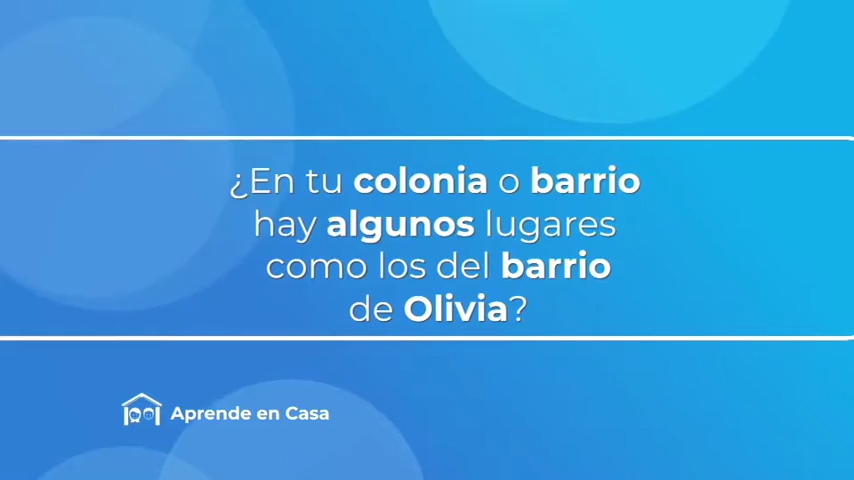 ¿En tu colonia o barrio
hay algunos lugares
como los del barrio
de Olivia?
Aprende en Casa